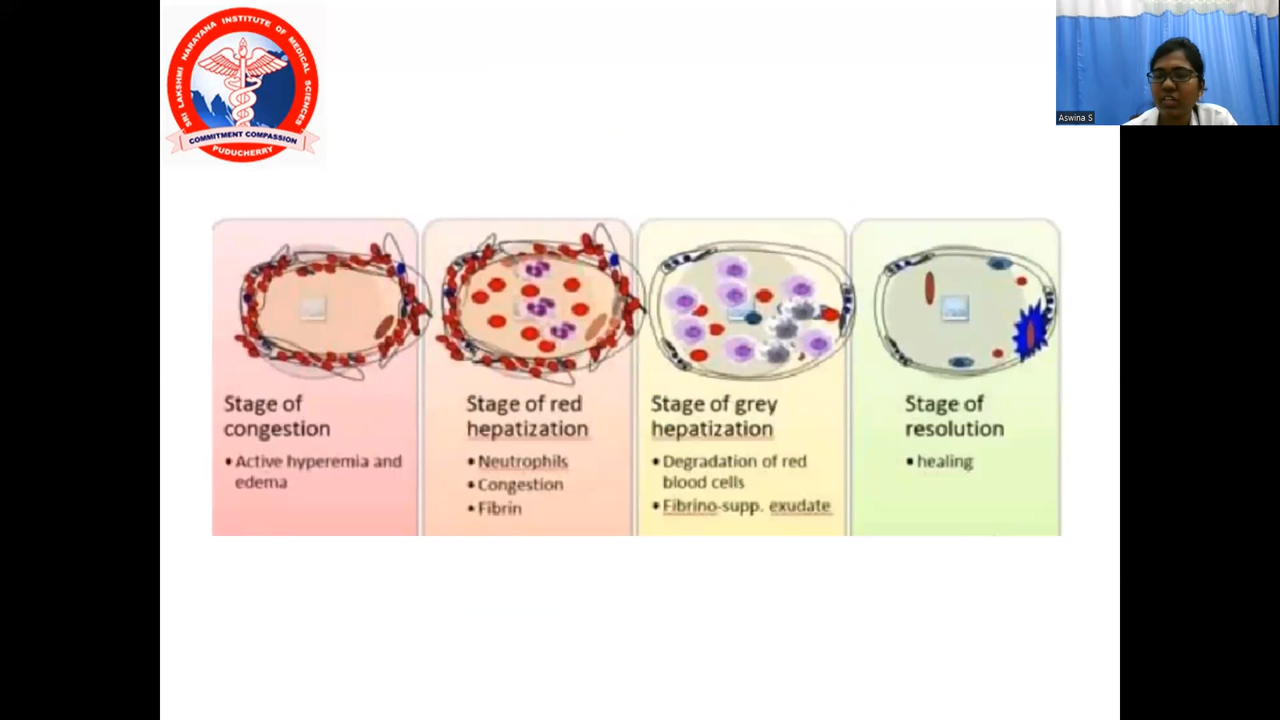 SRI LAKSHMI NARAYANA INSTITUTE OF MEDICAL SCIENCES
COMMITMENT COMPASSION
PUDUCHERRY
Aswina S
Stage of
congestion
• Active hyperemia and
edema
Stage of red
hepatization
• Neutrophils
• Congestion
• Fibrin
Stage of grey
hepatization
• Degradation of red
blood cells
• Fibrino-supp. exudate
Stage of
resolution
• healing